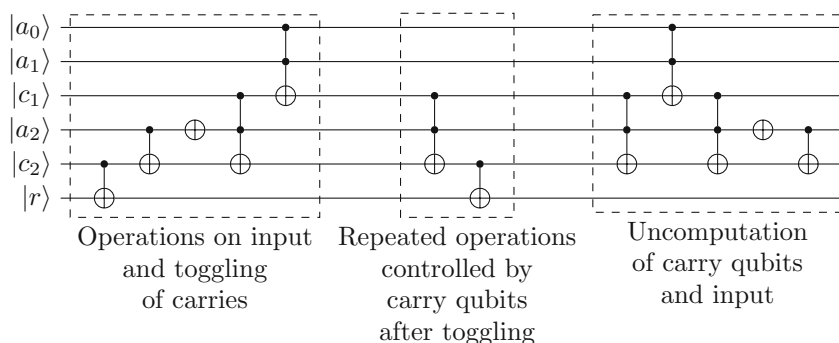 |a₀⟩
|a₁⟩
|c₁⟩
|a₂⟩
|c₂⟩
|r⟩
Operations on input
and toggling
of carries
Repeated operations
controlled by
carry qubits
after toggling
Uncomputation
of carry qubits
and input